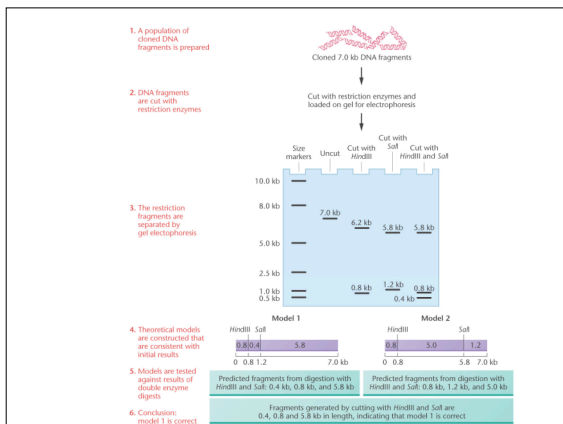 1. A population of
cloned DNA
fragments is prepared
Cloned 7.0 kb DNA fragments
2. DNA fragments
are cut with
restriction enzymes
Cut with restriction enzymes and
loaded on gel for electrophoresis
Size
markers
Uncut
Cut with
HindIII
Cut with
SalI
Cut with
HindIII and SalI
10.0 kb
8.0 kb
5.0 kb
2.5 kb
1.0 kb
0.5 kb
7.0 kb
6.2 kb
5.8 kb
5.8 kb
0.8 kb
1.2 kb
0.8 kb
0.4 kb
3. The restriction
fragments are
separated by
gel electophoresis
Model 1
Model 2
4. Theoretical models
are constructed that
are consistent with
initial results
HindIII SalI
0.8 0.4 5.8
0 0.8 1.2 7.0 kb
HindIII SalI
0.8 5.0 1.2
0 0.8 5.8 7.0 kb
5. Models are tested
against results of
double enzyme
digests
Predicted fragments from digestion with
HindIII and SalI: 0.4 kb, 0.8 kb, and 5.8 kb
Predicted fragments from digestion with
HindIII and SalI: 0.8 kb, 1.2 kb, and 5.0 kb
6. Conclusion:
model 1 is correct
Fragments generated by cutting with HindIII and SalI are
0.4, 0.8 and 5.8 kb in length, indicating that model 1 is correct